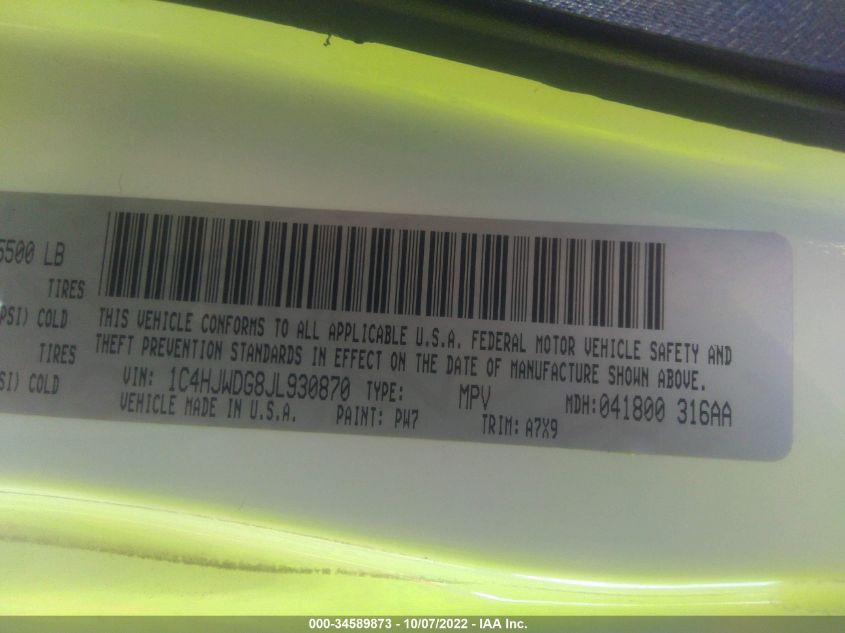 5500 LB
TIRES
PSI) COLD
TIRES
SI) COLD
THIS VEHICLE CONFORMS TO ALL APPLICABLE U.S.A. FEDERAL MOTOR VEHICLE SAFETY AND
THEFT PREVENTION STANDARDS IN EFFECT ON THE DATE OF MANUFACTURE SHOWN ABOVE.
VIN: 1C4HJWDG8JL930870 TYPE: MPV MDH: 041800 316AA
VEHICLE MADE IN U.S.A. PAINT: PW7 TRIM: A7X9
000-34589873 - 10/07/2022 - IAA Inc.